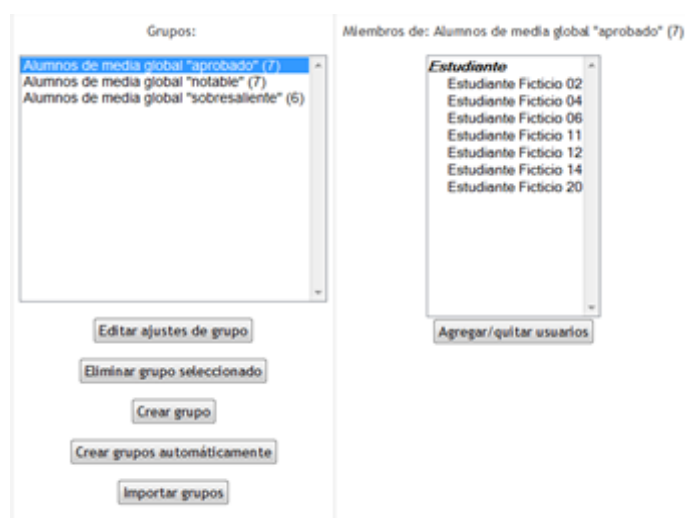 Grupos:
Alumnos de media global "aprobado" (7)
Alumnos de media global "notable" (7)
Alumnos de media global "sobresaliente" (6)
Editar ajustes de grupo
Eliminar grupo seleccionado
Crear grupo
Crear grupos automáticamente
Importar grupos
Miembros de: Alumnos de media global "aprobado" (7)
Estudiante
Estudiante Ficticio 02
Estudiante Ficticio 04
Estudiante Ficticio 06
Estudiante Ficticio 11
Estudiante Ficticio 12
Estudiante Ficticio 14
Estudiante Ficticio 20
Agregar/quitar usuarios